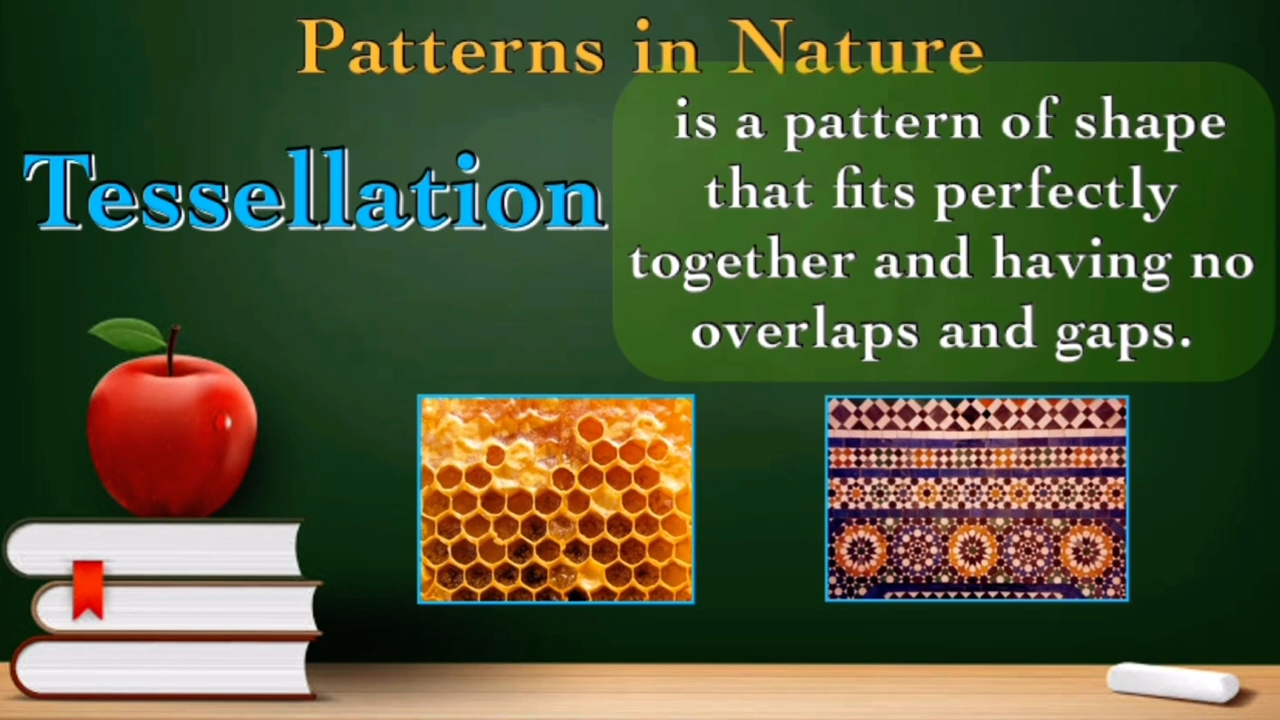 Patterns in Nature
Tessellation
is a pattern of shape
that fits perfectly
together and having no
overlaps and gaps.